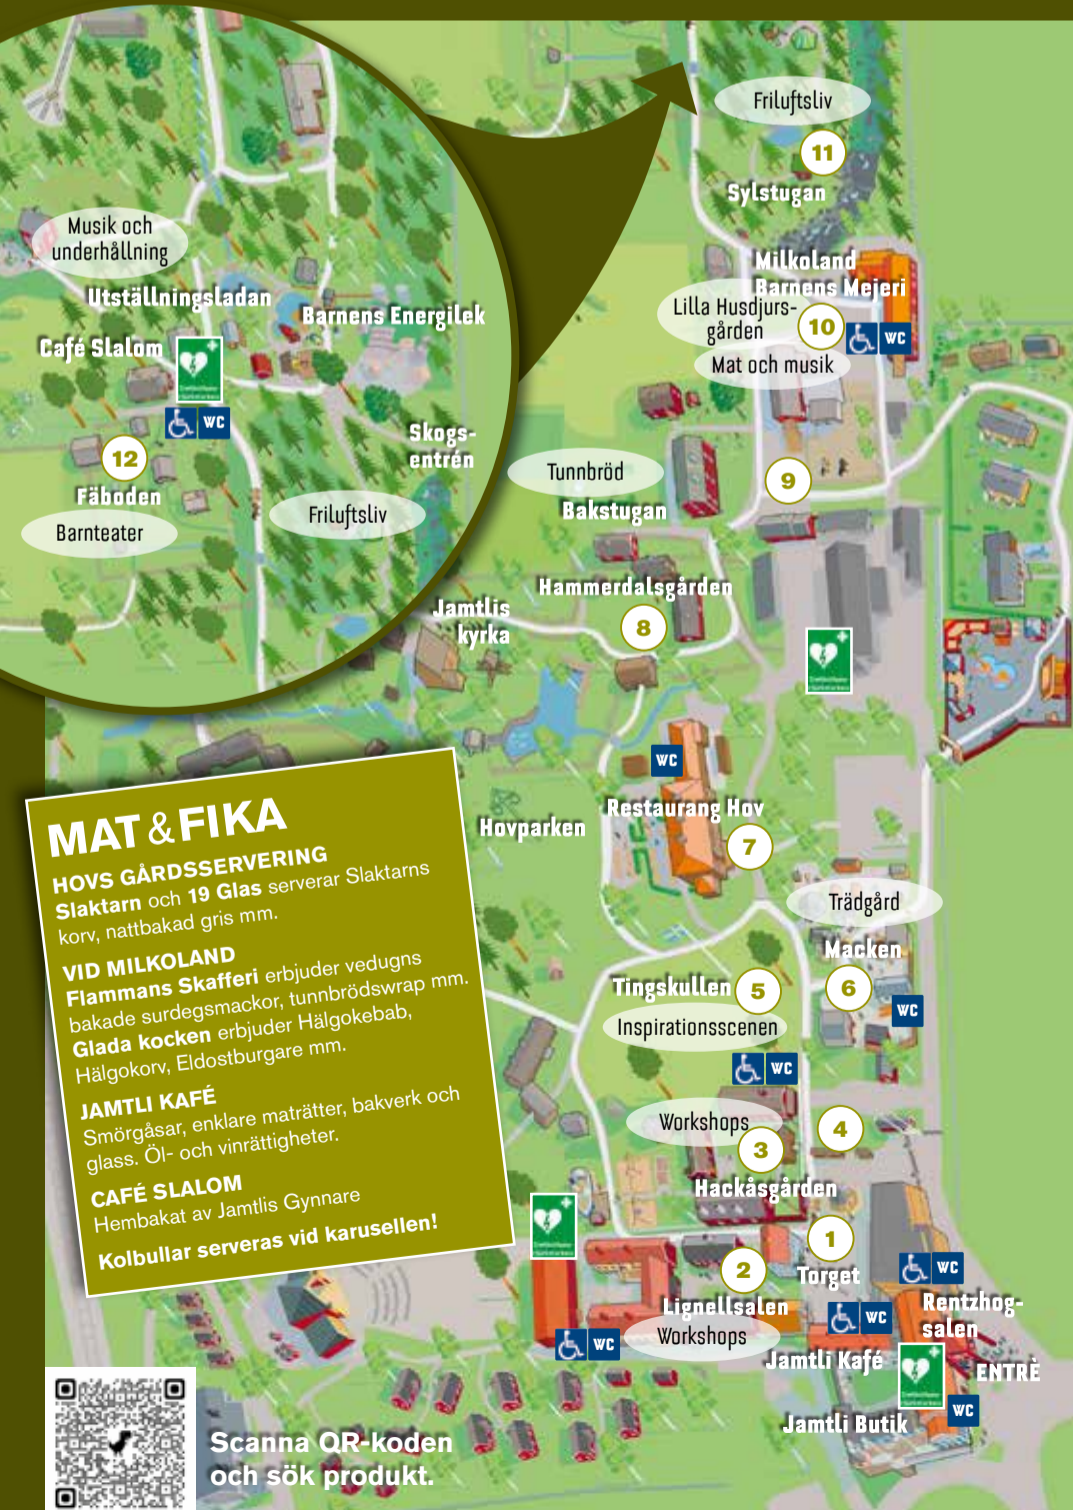 Friluftsliv
11
Sylstugan
Musik och
underhållning
Utställningsladan
Barnens Energilek
Café Slalom
WC
12
Fäboden
Barnteater
Skogs-
entrén
Friluftsliv
Milkoland
Barnens Mejeri
Lilla Husdjurs-
gården
10
WC
Mat och musik
9
Tunnbröd
Bakstugan
Hammerdalsgården
8
Jamtlis
kyrka
WC
Restaurang Hov
Hovparken
7
Trädgård
Macken
6
WC
Tingskullen
5
Inspirationsscenen
WC
Workshops
3
4
Hackåsgården
1
Torget
2
Lignellsalen
Workshops
WC
WC
Rentzhog-
salen
WC
Jamtli Kafé
ENTRÈ
Jamtli Butik
WC
MAT & FIKA
HOVS GÅRDSSERVERING
Slaktarn och 19 Glas serverar Slaktarns
korv, nattbakad gris mm.
VID MILKOLAND
Flammans Skafferi erbjuder vedugns
bakade surdegsmackor, tunnbrödswrap mm.
Glada kocken erbjuder Hälgokebab,
Hälgokorv, Eldostburgare mm.
JAMTLI KAFÉ
Smörgåsar, enklare maträtter, bakverk och
glass. Öl- och vinrättigheter.
CAFÉ SLALOM
Hembakat av Jamtlis Gynnare
Kolbullar serveras vid karusellen!
Scanna QR-koden
och sök produkt.